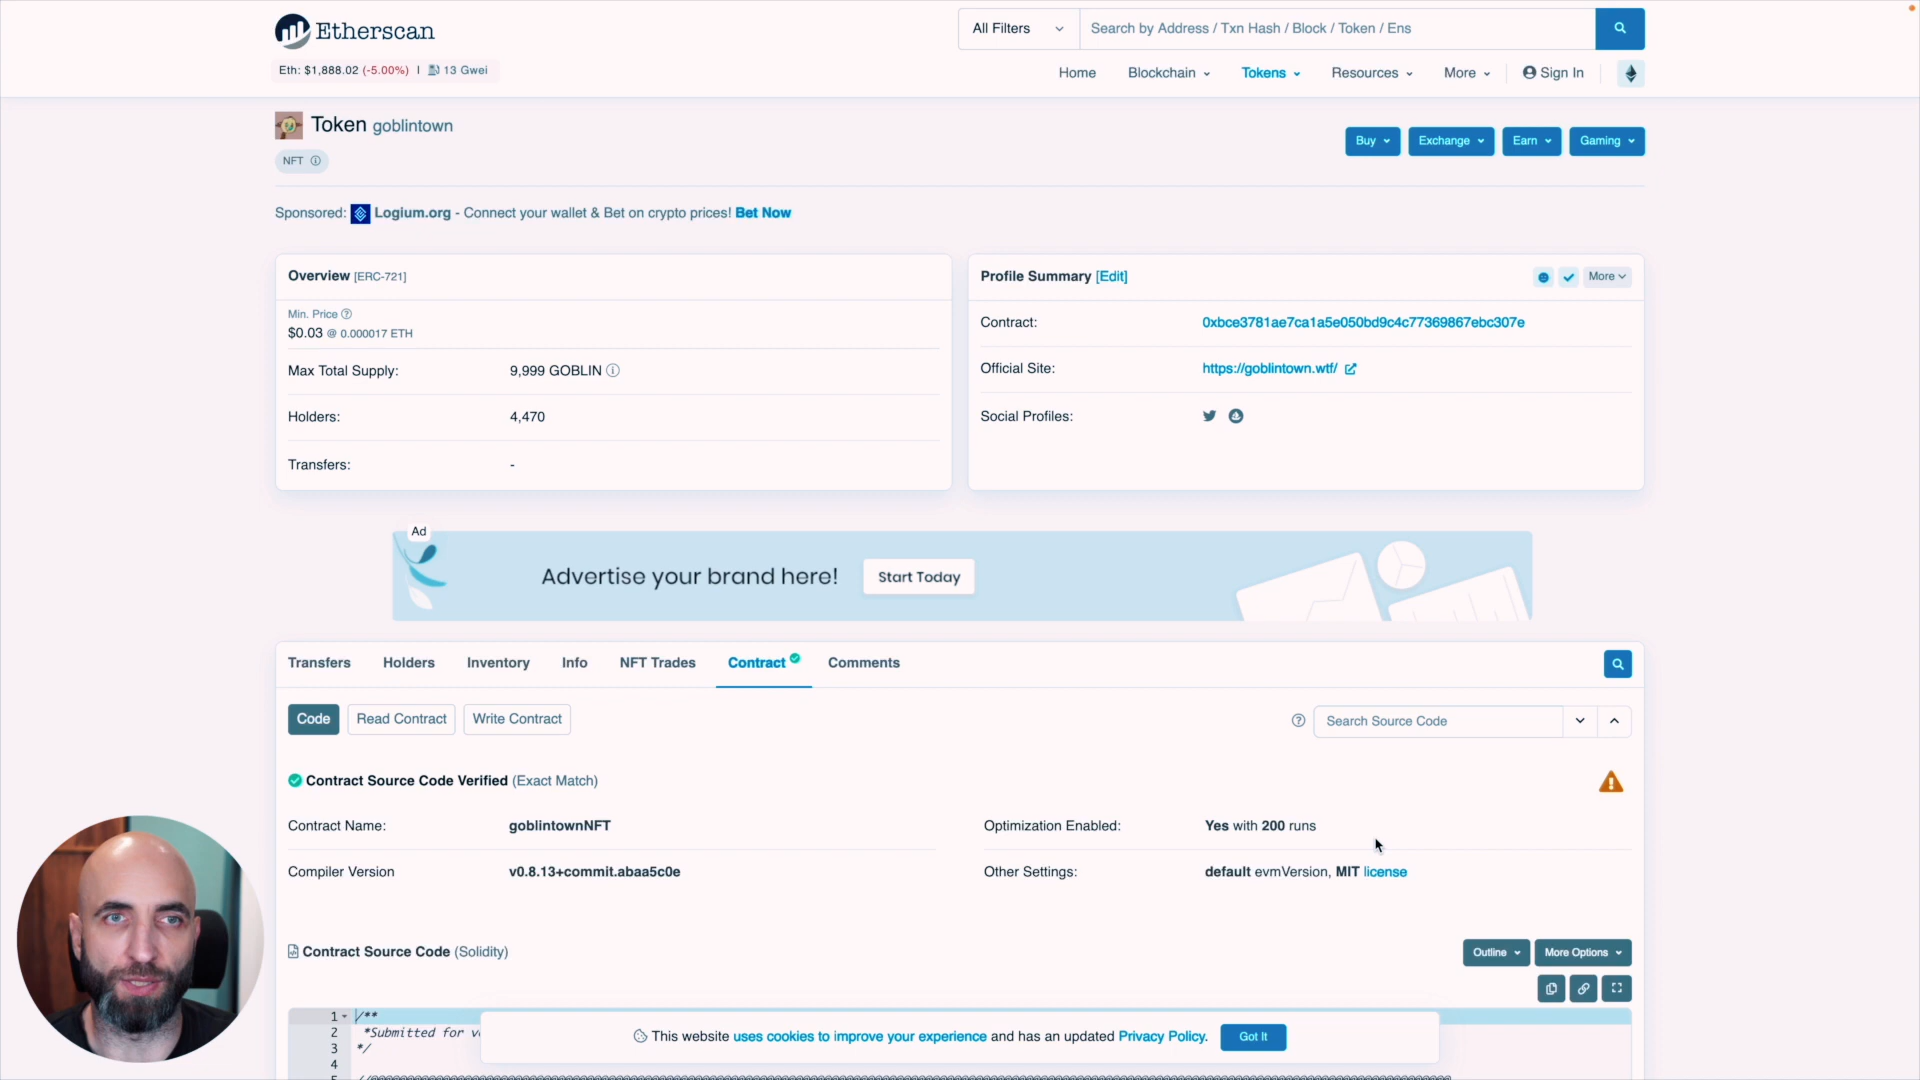 Etherscan
All Filters
Search by Address / Txn Hash / Block / Token / Ens
Eth: $1,888.02 (-5.00%) | 13 Gwei
Home
Blockchain
Tokens
Resources
More
Sign In
Token goblintown
Buy
Exchange
Earn
Gaming
NFT
Sponsored: Logium.org - Connect your wallet & Bet on crypto prices! Bet Now
Overview [ERC-721]
Min. Price
$0.03 @ 0.000017 ETH
Max Total Supply: 9,999 GOBLIN
Holders: 4,470
Transfers: -
Profile Summary [Edit]
More
Contract: 0xbce3781ae7ca1a5e050bd9c4c77369867ebc307e
Official Site: https://goblintown.wtf/
Social Profiles:
Ad
Advertise your brand here!
Start Today
Transfers
Holders
Inventory
Info
NFT Trades
Contract
Comments
Code
Read Contract
Write Contract
Search Source Code
Contract Source Code Verified (Exact Match)
Contract Name: goblintownNFT
Optimization Enabled: Yes with 200 runs
Compiler Version v0.8.13+commit.abaa5c0e
Other Settings: default evmVersion, MIT license
Contract Source Code (Solidity)
Outline
More Options
1 /**
2 *Submitted for v
3 */
4
This website uses cookies to improve your experience and has an updated Privacy Policy.
Got It